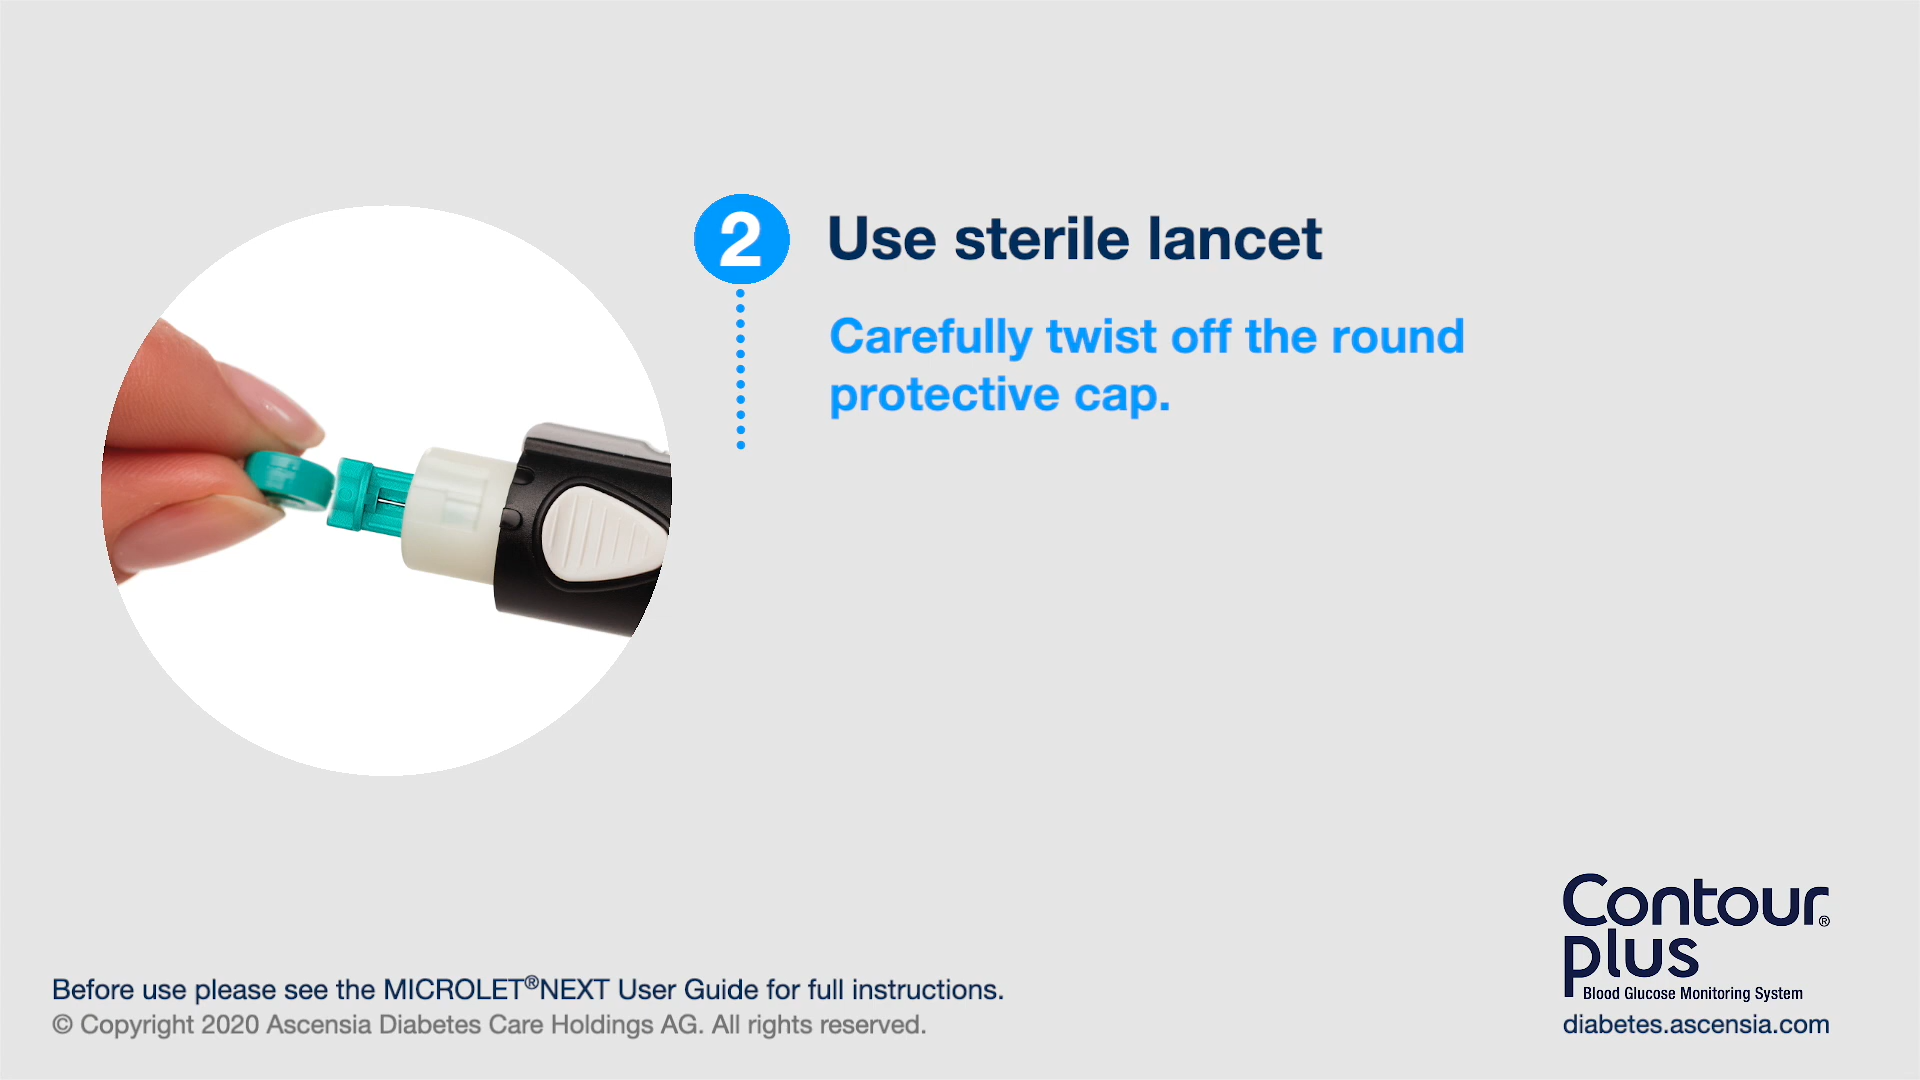 2
Use sterile lancet
Carefully twist off the round
protective cap.
Contour®
plus
Blood Glucose Monitoring System
diabetes.ascensia.com
Before use please see the MICROLET®NEXT User Guide for full instructions.
© Copyright 2020 Ascensia Diabetes Care Holdings AG. All rights reserved.